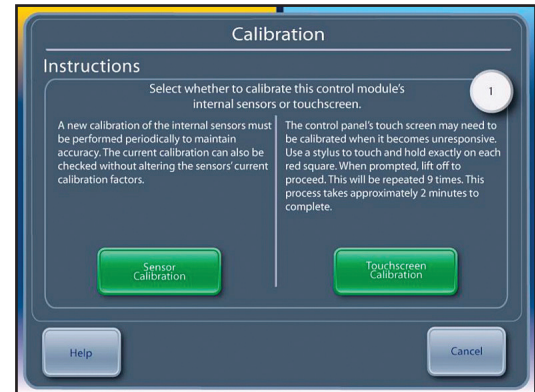 Calibration
Instructions
1
Select whether to calibrate this control module's
internal sensors or touchscreen.
A new calibration of the internal sensors must
be performed periodically to maintain
accuracy. The current calibration can also be
checked without altering the sensors' current
calibration factors.
The control panel's touch screen may need to
be calibrated when it becomes unresponsive.
Use a stylus to touch and hold exactly on each
red square. When prompted, lift off to
proceed. This will be repeated 9 times. This
process takes approximately 2 minutes to
complete.
Sensor
Calibration
Touchscreen
Calibration
Help
Cancel